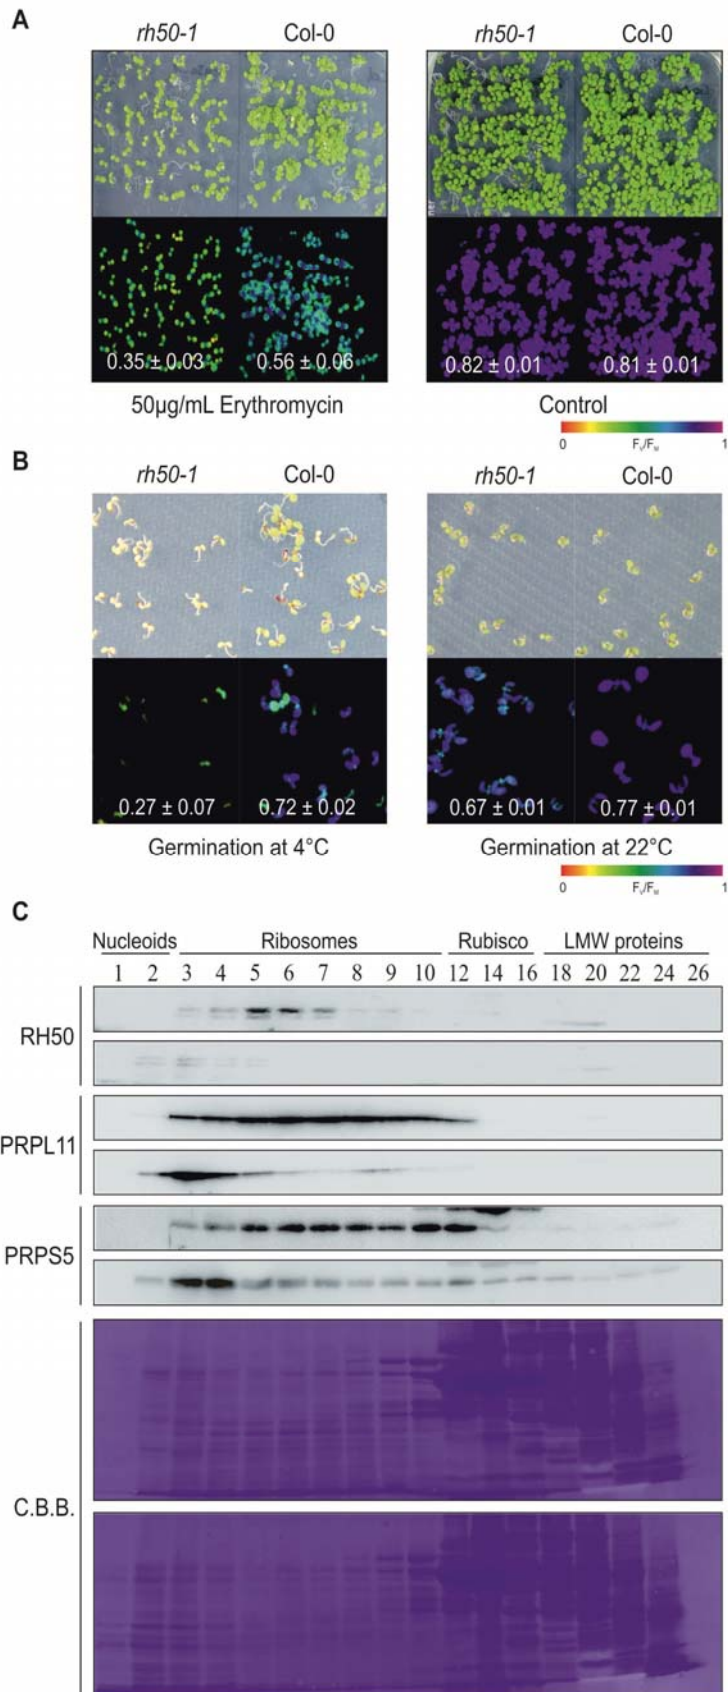 A
rh50-1 Col-0 rh50-1 Col-0
0.35 ± 0.03 0.56 ± 0.06 0.82 ± 0.01 0.81 ± 0.01
50µg/mL Erythromycin Control
0 Fv/FM 1
B
rh50-1 Col-0 rh50-1 Col-0
0.27 ± 0.07 0.72 ± 0.02 0.67 ± 0.01 0.77 ± 0.01
Germination at 4°C Germination at 22°C
0 Fv/FM 1
C
Nucleoids Ribosomes Rubisco LMW proteins
1 2 3 4 5 6 7 8 9 10 12 14 16 18 20 22 24 26
RH50
PRPL11
PRPS5
C.B.B.